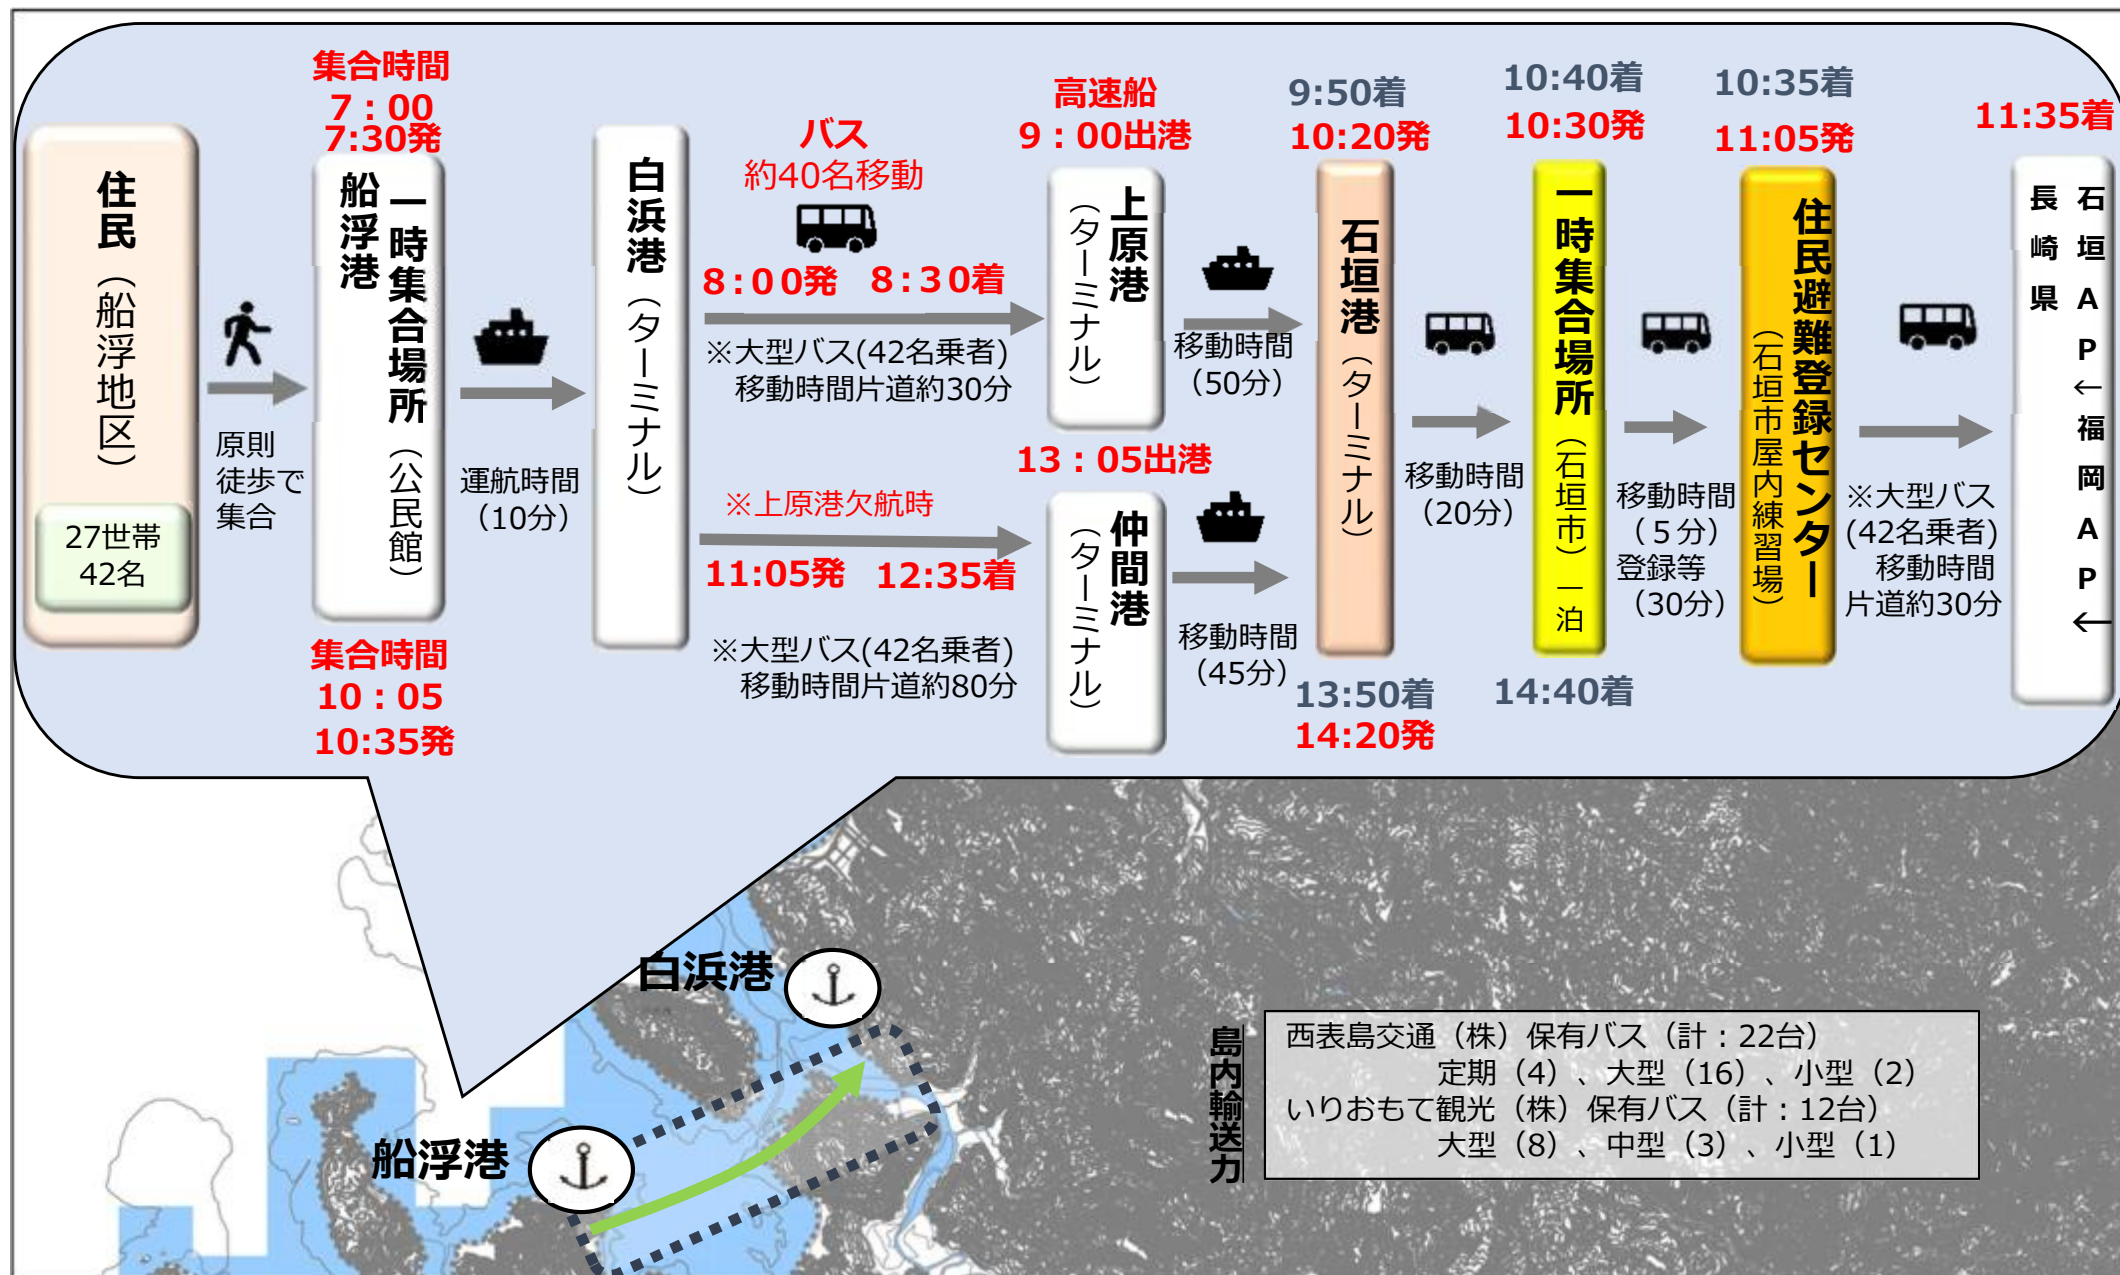 住民（船浮地区）
27世帯
42名
原則
徒歩で
集合
集合時間
7：00
7:30発
一時集合場所（公民館）
船浮港
集合時間
10：05
10:35発
運航時間
（10分）
白浜港（ターミナル）
バス
約40名移動
8:00発 8:30着
※大型バス(42名乗者)
移動時間片道約30分
※上原港欠航時
11:05発 12:35着
※大型バス(42名乗者)
移動時間片道約80分
高速船
9：00出港
上原港
（ターミナル）
移動時間
（50分）
13：05出港
仲間港
（ターミナル）
移動時間
（45分）
9:50着
10:20発
石垣港（ターミナル）
13:50着
14:20発
移動時間
（20分）
10:40着
10:30発
一時集合場所（石垣市）一泊
14:40着
移動時間
（５分）
登録等
（30分）
10:35着
11:05発
住民避難登録センター
（石垣市屋内練習場）
※大型バス
(42名乗者)
移動時間
片道約30分
11:35着
石垣AP←福岡AP←
長崎県
白浜港
船浮港
島内輸送力
西表島交通（株）保有バス（計：22台）
定期（4）、大型（16）、小型（2）
いりおもて観光（株）保有バス（計：12台）
大型（8）、中型（3）、小型（1）